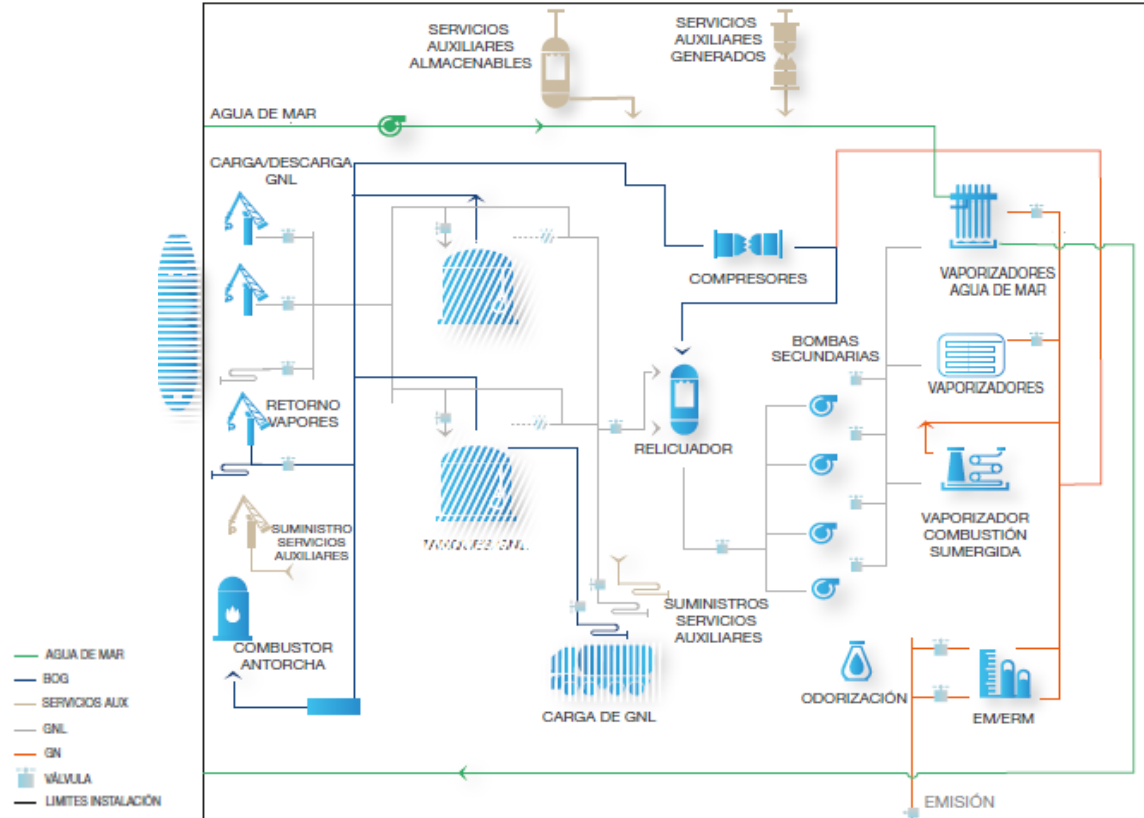 SERVICIOS
AUXILIARES
ALMACENABLES
SERVICIOS
AUXILIARES
GENERADOS
AGUA DE MAR
CARGA/DESCARGA
GNL
COMPRESORES
VAPORIZADORES
AGUA DE MAR
BOMBAS
SECUNDARIAS
VAPORIZADORES
RETORNO
VAPORES
RELICUADOR
SUMINISTRO
SERVICIOS
AUXILIARES
TANQUES GNL
VAPORIZADOR
COMBUSTIÓN
SUMERGIDA
SUMINISTROS
SERVICIOS
AUXILIARES
COMBUSTOR
ANTORCHA
CARGA DE GNL
ODORIZACIÓN
EM/ERM
EMISIÓN
AGUA DE MAR
BOG
SERVICIOS AUX
GNL
GN
VÁLVULA
LIMITES INSTALACIÓN